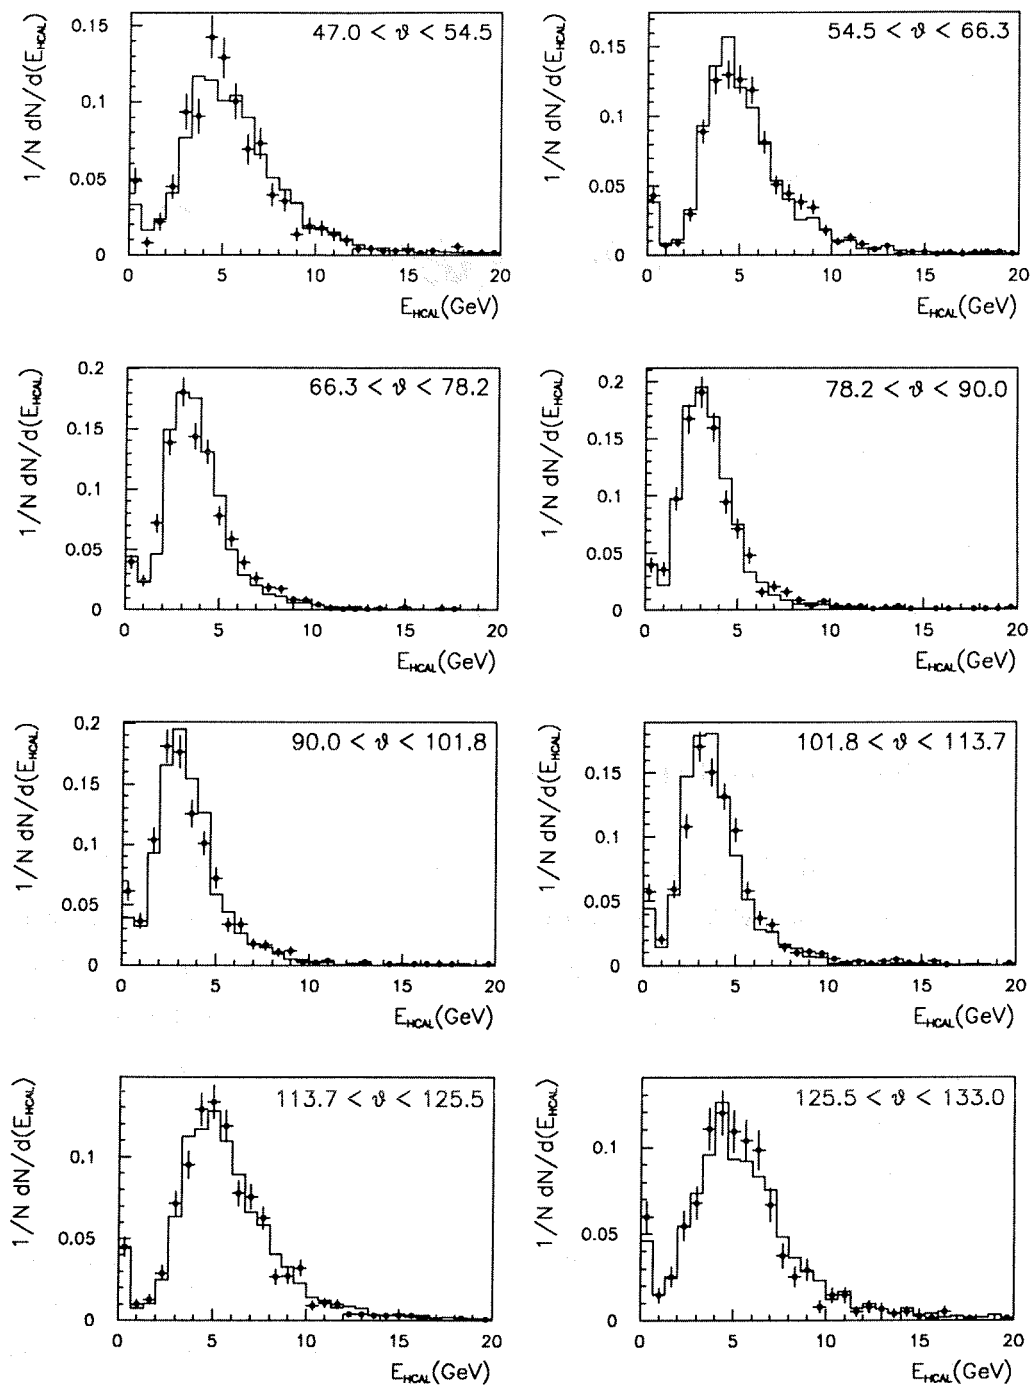 47.0 < ϑ < 54.5
1/N dN/d(E_HCAL)
0.15
0.1
0.05
0
0 5 10 15 20
E_HCAL(GeV)
54.5 < ϑ < 66.3
1/N dN/d(E_HCAL)
0.15
0.1
0.05
0
0 5 10 15 20
E_HCAL(GeV)
66.3 < ϑ < 78.2
1/N dN/d(E_HCAL)
0.2
0.15
0.1
0.05
0
0 5 10 15 20
E_HCAL(GeV)
78.2 < ϑ < 90.0
1/N dN/d(E_HCAL)
0.2
0.15
0.1
0.05
0
0 5 10 15 20
E_HCAL(GeV)
90.0 < ϑ < 101.8
1/N dN/d(E_HCAL)
0.2
0.15
0.1
0.05
0
0 5 10 15 20
E_HCAL(GeV)
101.8 < ϑ < 113.7
1/N dN/d(E_HCAL)
0.15
0.1
0.05
0
0 5 10 15 20
E_HCAL(GeV)
113.7 < ϑ < 125.5
1/N dN/d(E_HCAL)
0.1
0.05
0
0 5 10 15 20
E_HCAL(GeV)
125.5 < ϑ < 133.0
1/N dN/d(E_HCAL)
0.1
0.05
0
0 5 10 15 20
E_HCAL(GeV)